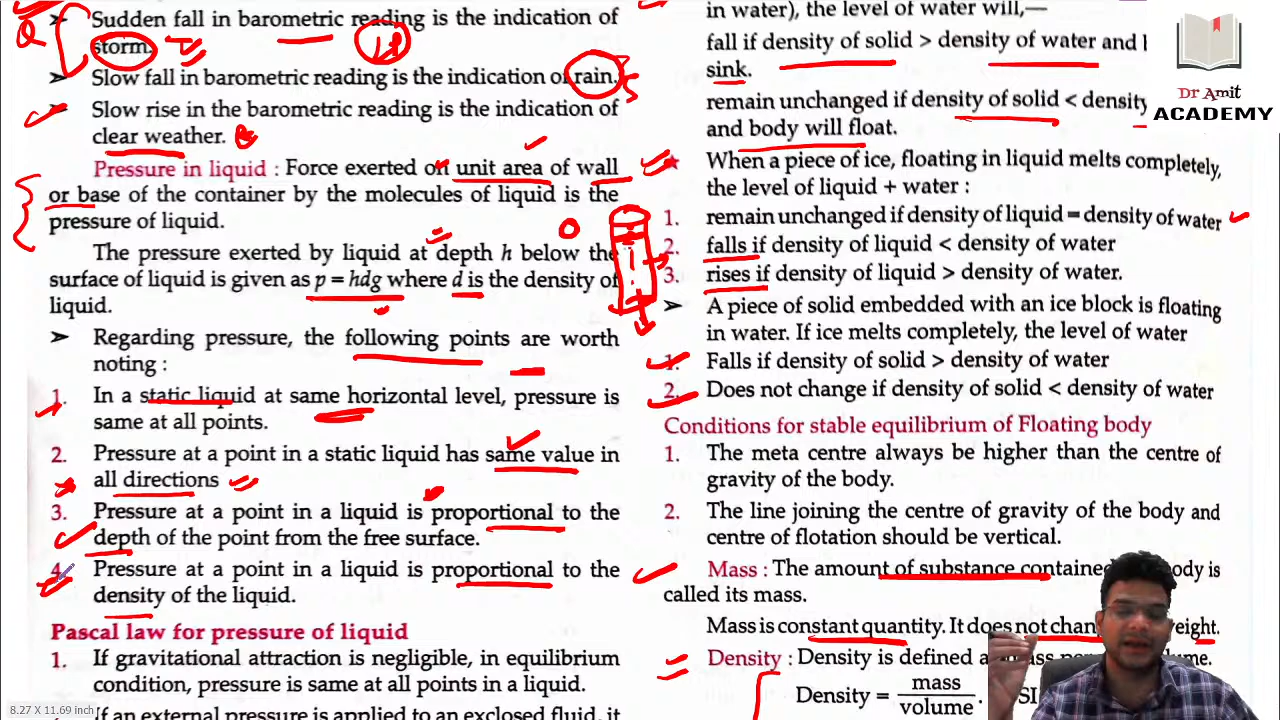 Sudden fall in barometric reading is the indication of
storm.
➤ Slow fall in barometric reading is the indication of rain.
➤ Slow rise in the barometric reading is the indication of
clear weather.
Pressure in liquid : Force exerted on unit area of wall
or base of the container by the molecules of liquid is the
pressure of liquid.
The pressure exerted by liquid at depth h below the
surface of liquid is given as p = hdg where d is the density of
liquid.
➤ Regarding pressure, the following points are worth
noting :
1. In a static liquid at same horizontal level, pressure is
same at all points.
2. Pressure at a point in a static liquid has same value in
all directions
3. Pressure at a point in a liquid is proportional to the
depth of the point from the free surface.
4. Pressure at a point in a liquid is proportional to the
density of the liquid.
Pascal law for pressure of liquid
1. If gravitational attraction is negligible, in equilibrium
condition, pressure is same at all points in a liquid.
If an external pressure is applied to an exclosed fluid, it
8.27 X 11.69 inch
in water), the level of water will,—
fall if density of solid > density of water and
sink.
remain unchanged if density of solid < density
and body will float.
When a piece of ice, floating in liquid melts completely,
the level of liquid + water :
1. remain unchanged if density of liquid = density of water
2. falls if density of liquid < density of water
3. rises if density of liquid > density of water.
➤ A piece of solid embedded with an ice block is floating
in water. If ice melts completely, the level of water
1. Falls if density of solid > density of water
2. Does not change if density of solid < density of water
Conditions for stable equilibrium of Floating body
1. The meta centre always be higher than the centre of
gravity of the body.
2. The line joining the centre of gravity of the body and
centre of flotation should be vertical.
Mass : The amount of substance contained body is
called its mass.
Mass is constant quantity. It does not
Density : Density is defined
Density = mass
volume. SI
Dr Amit
ACADEMY